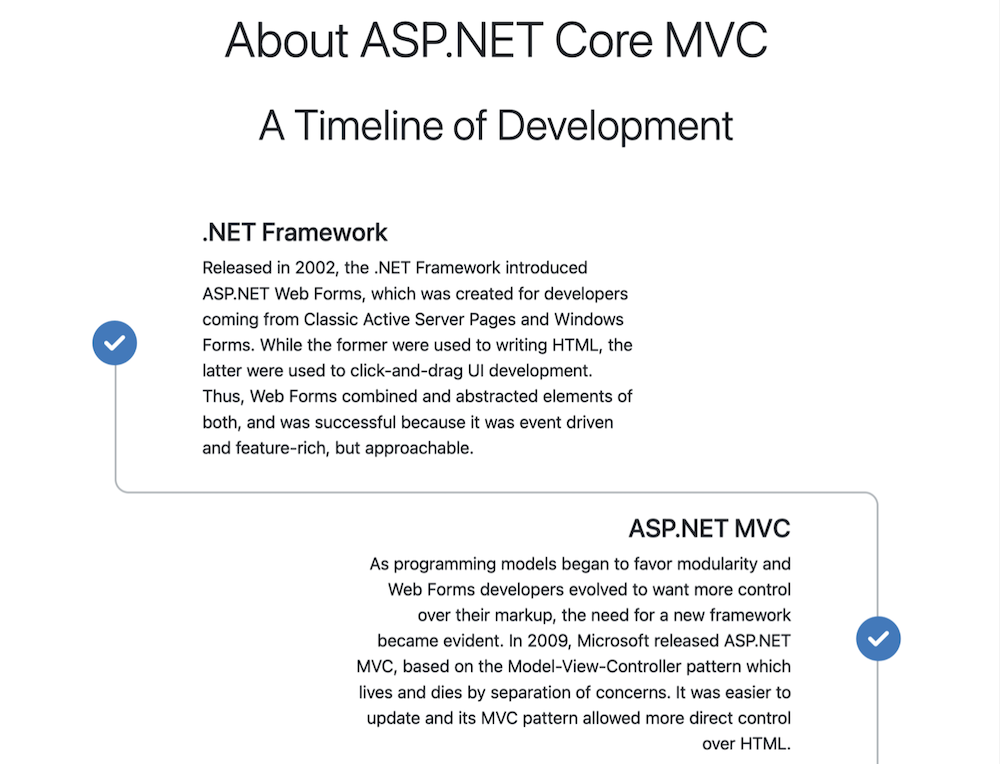 About ASP.NET Core MVC
A Timeline of Development
.NET Framework
Released in 2002, the .NET Framework introduced
ASP.NET Web Forms, which was created for developers
coming from Classic Active Server Pages and Windows
Forms. While the former were used to writing HTML, the
latter were used to click-and-drag UI development.
Thus, Web Forms combined and abstracted elements of
both, and was successful because it was event driven
and feature-rich, but approachable.
ASP.NET MVC
As programming models began to favor modularity and
Web Forms developers evolved to want more control
over their markup, the need for a new framework
became evident. In 2009, Microsoft released ASP.NET
MVC, based on the Model-View-Controller pattern which
lives and dies by separation of concerns. It was easier to
update and its MVC pattern allowed more direct control
over HTML.